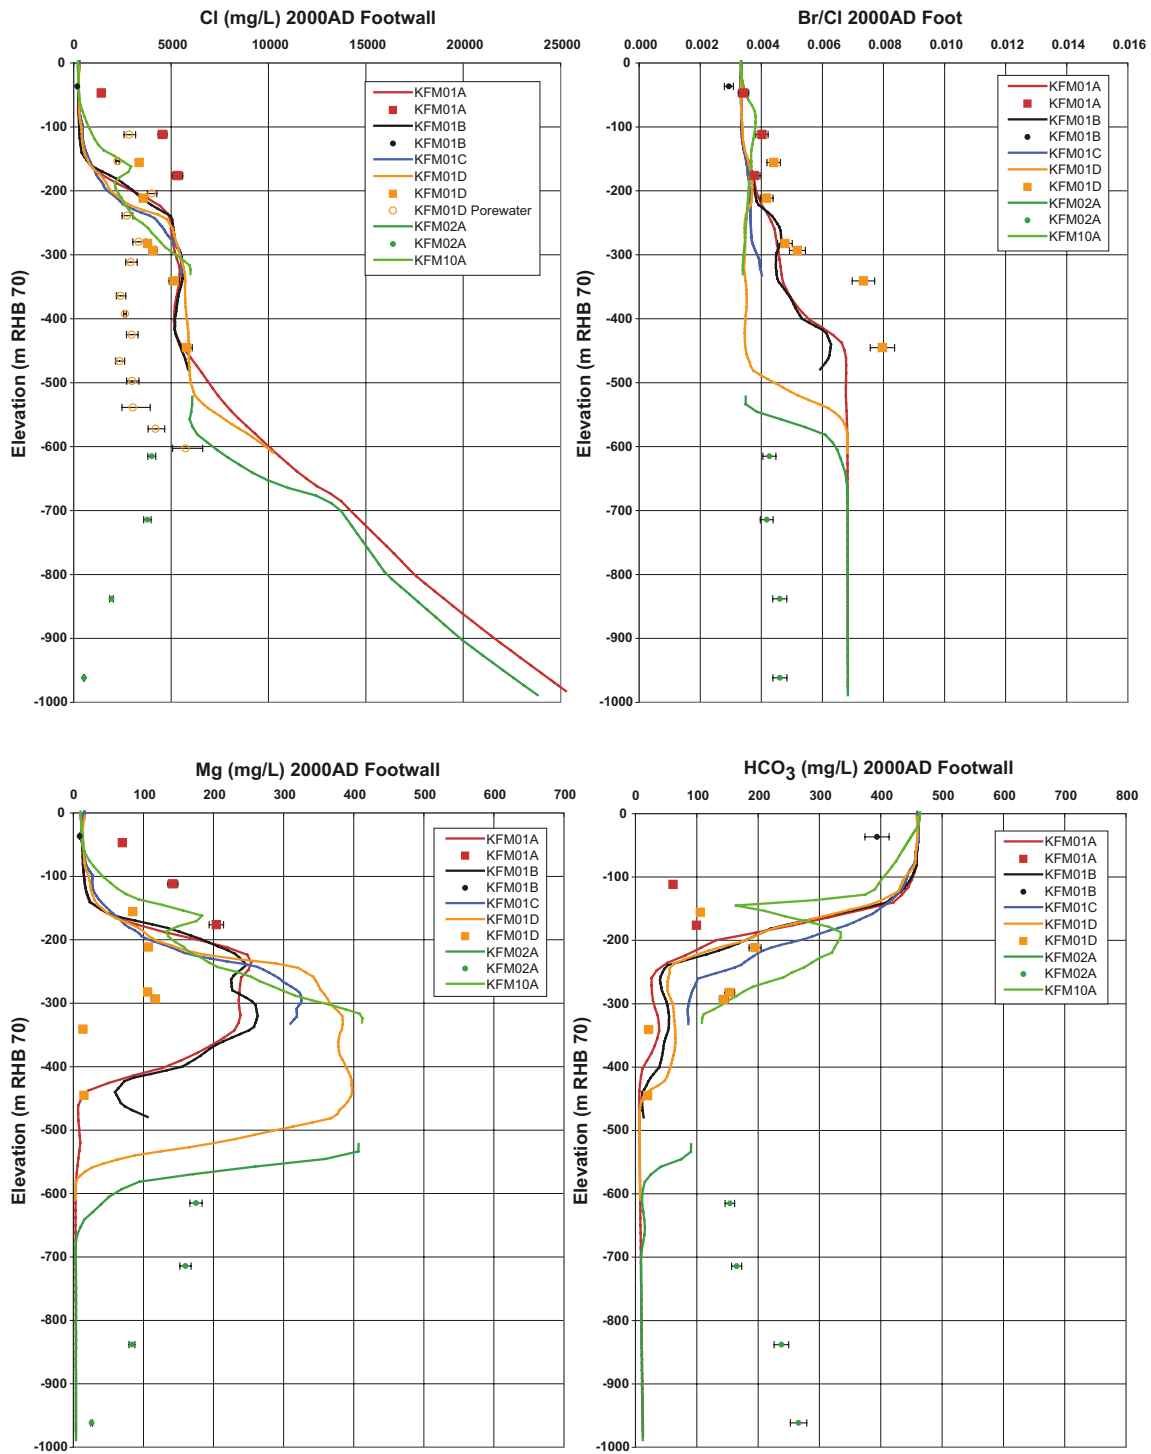 Cl (mg/L) 2000AD Footwall
0 5000 10000 15000 20000 25000
0
-100
-200
-300
-400
-500
-600
-700
-800
-900
-1000
Elevation (m RHB 70)
KFM01A
KFM01A
KFM01B
KFM01B
KFM01C
KFM01D
KFM01D
KFM01D Porewater
KFM02A
KFM02A
KFM10A
Br/Cl 2000AD Foot
0.000 0.002 0.004 0.006 0.008 0.010 0.012 0.014 0.016
0
-100
-200
-300
-400
-500
-600
-700
-800
-900
-1000
Elevation (m RHB 70)
KFM01A
KFM01A
KFM01B
KFM01B
KFM01C
KFM01D
KFM01D
KFM02A
KFM02A
KFM10A
Mg (mg/L) 2000AD Footwall
0 100 200 300 400 500 600 700
0
-100
-200
-300
-400
-500
-600
-700
-800
-900
-1000
Elevation (m RHB 70)
KFM01A
KFM01A
KFM01B
KFM01B
KFM01C
KFM01D
KFM01D
KFM02A
KFM02A
KFM10A
HCO3 (mg/L) 2000AD Footwall
0 100 200 300 400 500 600 700 800
0
-100
-200
-300
-400
-500
-600
-700
-800
-900
-1000
Elevation (m RHB 70)
KFM01A
KFM01A
KFM01B
KFM01B
KFM01C
KFM01D
KFM01D
KFM02A
KFM02A
KFM10A